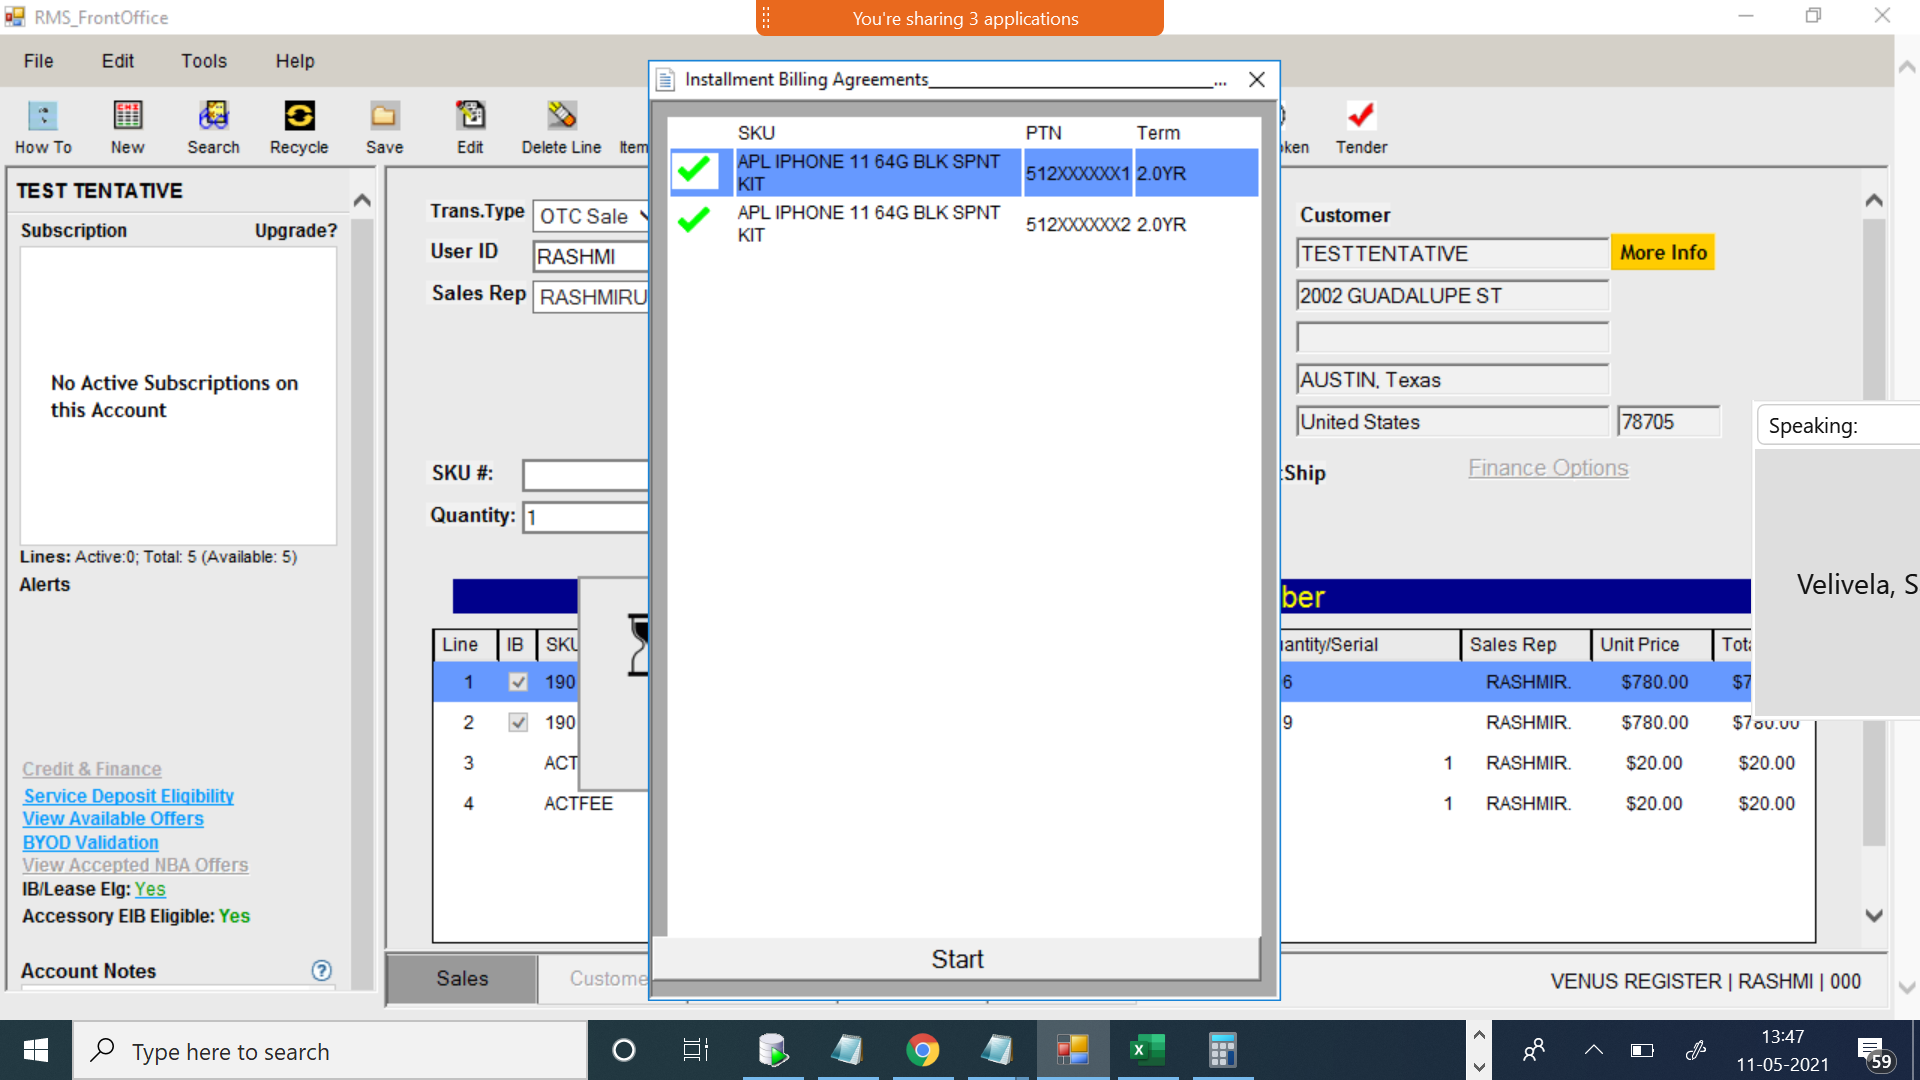 RMS_FrontOffice
You're sharing 3 applications
File Edit Tools Help
How To New Search Recycle Save Edit Delete Line Tender
Installment Billing Agreements...
SKU PTN Term
APL IPHONE 11 64G BLK SPNT
KIT
512XXXXXX1 2.0YR
APL IPHONE 11 64G BLK SPNT
KIT
512XXXXXX2 2.0YR
Start
TEST TENTATIVE
Subscription Upgrade?
No Active Subscriptions on
this Account
Lines: Active:0; Total: 5 (Available: 5)
Alerts
Credit & Finance
Service Deposit Eligibility
View Available Offers
BYOD Validation
View Accepted NBA Offers
IB/Lease Elg: Yes
Accessory EIB Eligible: Yes
Account Notes
Trans.Type OTC Sale
User ID RASHMI
Sales Rep RASHMIRU
SKU #:
Quantity: 1
Customer
TESTTENTATIVE More Info
2002 GUADALUPE ST
AUSTIN, Texas
United States 78705
Ship Finance Options
Speaking:
Velivela, S
ber
Line IB SKU antity/Serial Sales Rep Unit Price Tota
1 190 6 RASHMIR. $780.00 $7
2 190 9 RASHMIR. $780.00 $780.00
3 ACT 1 RASHMIR. $20.00 $20.00
4 ACTFEE 1 RASHMIR. $20.00 $20.00
Sales Custome
VENUS REGISTER | RASHMI | 000
Type here to search
13:47
11-05-2021
59